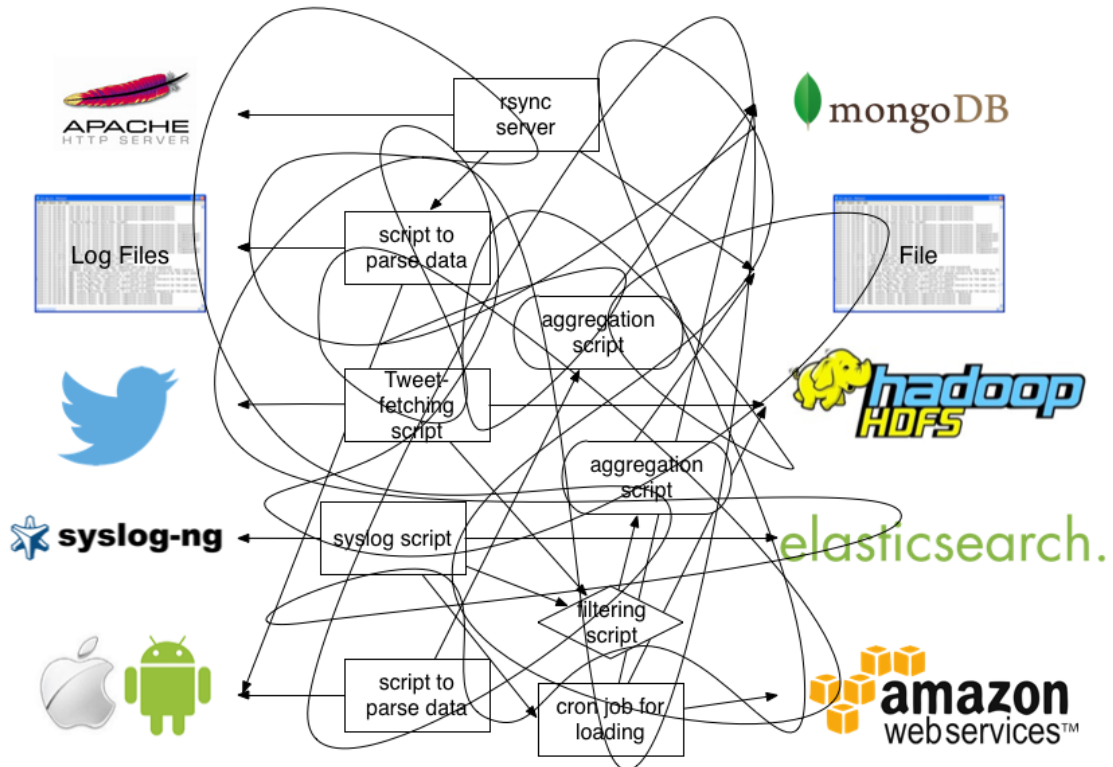 APACHE
HTTP SERVER
rsync
server
mongoDB
Log Files
script to
parse data
File
aggregation
script
Tweet-
fetching
script
hadoop
HDFS
aggregation
script
syslog-ng
syslog script
elasticsearch.
filtering
script
script to
parse data
cron job for
loading
amazon
webservices™